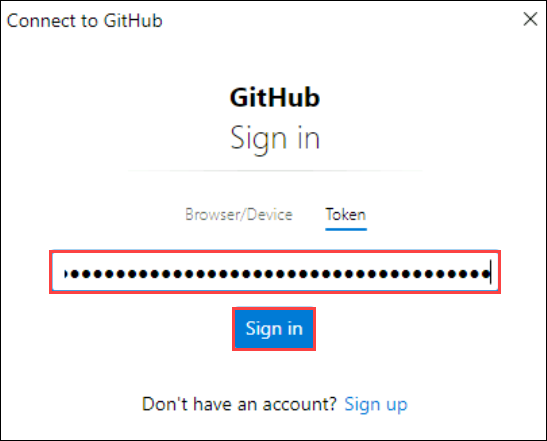 Connect to GitHub
GitHub
Sign in
Browser/Device Token
Sign in
Don't have an account? Sign up